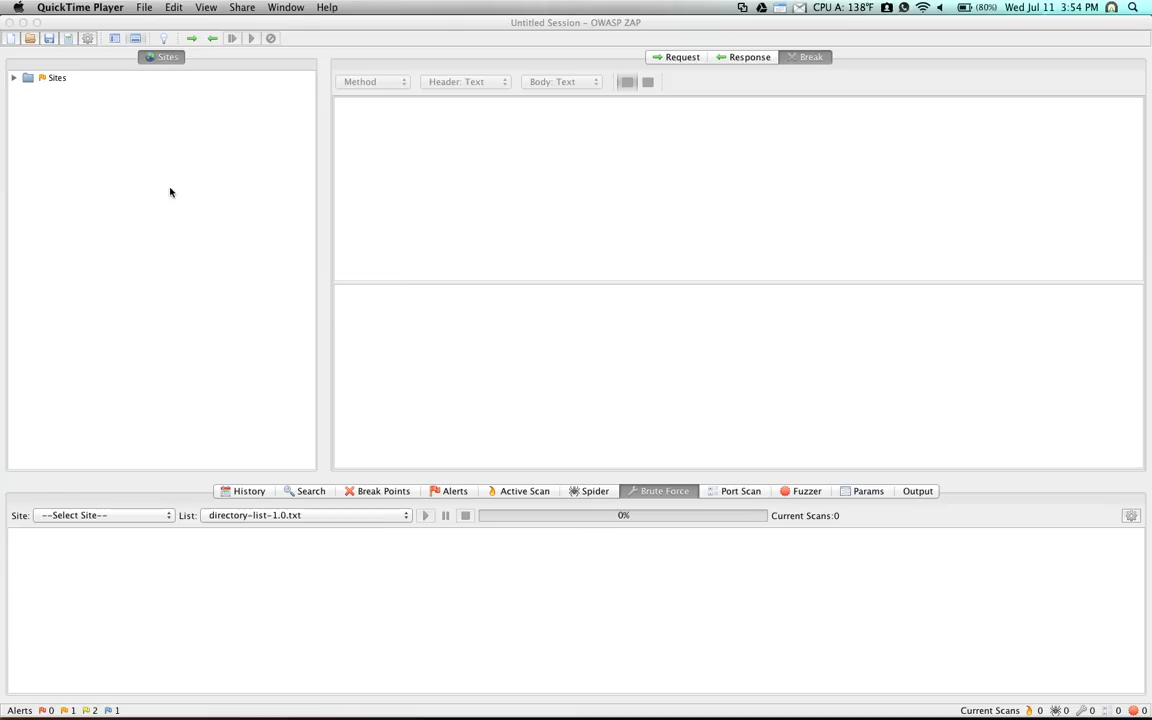 QuickTime Player File Edit View Share Window Help CPU A: 138°F (80%) Wed Jul 11 3:54 PM
Untitled Session - OWASP ZAP
Sites Request Response Break
Sites
Method Header: Text Body: Text
History Search Break Points Alerts Active Scan Spider Brute Force Port Scan Fuzzer Params Output
Site: --Select Site-- List: directory-list-1.0.txt 0% Current Scans:0
Alerts 0 1 2 1 Current Scans 0 0 0 0 0